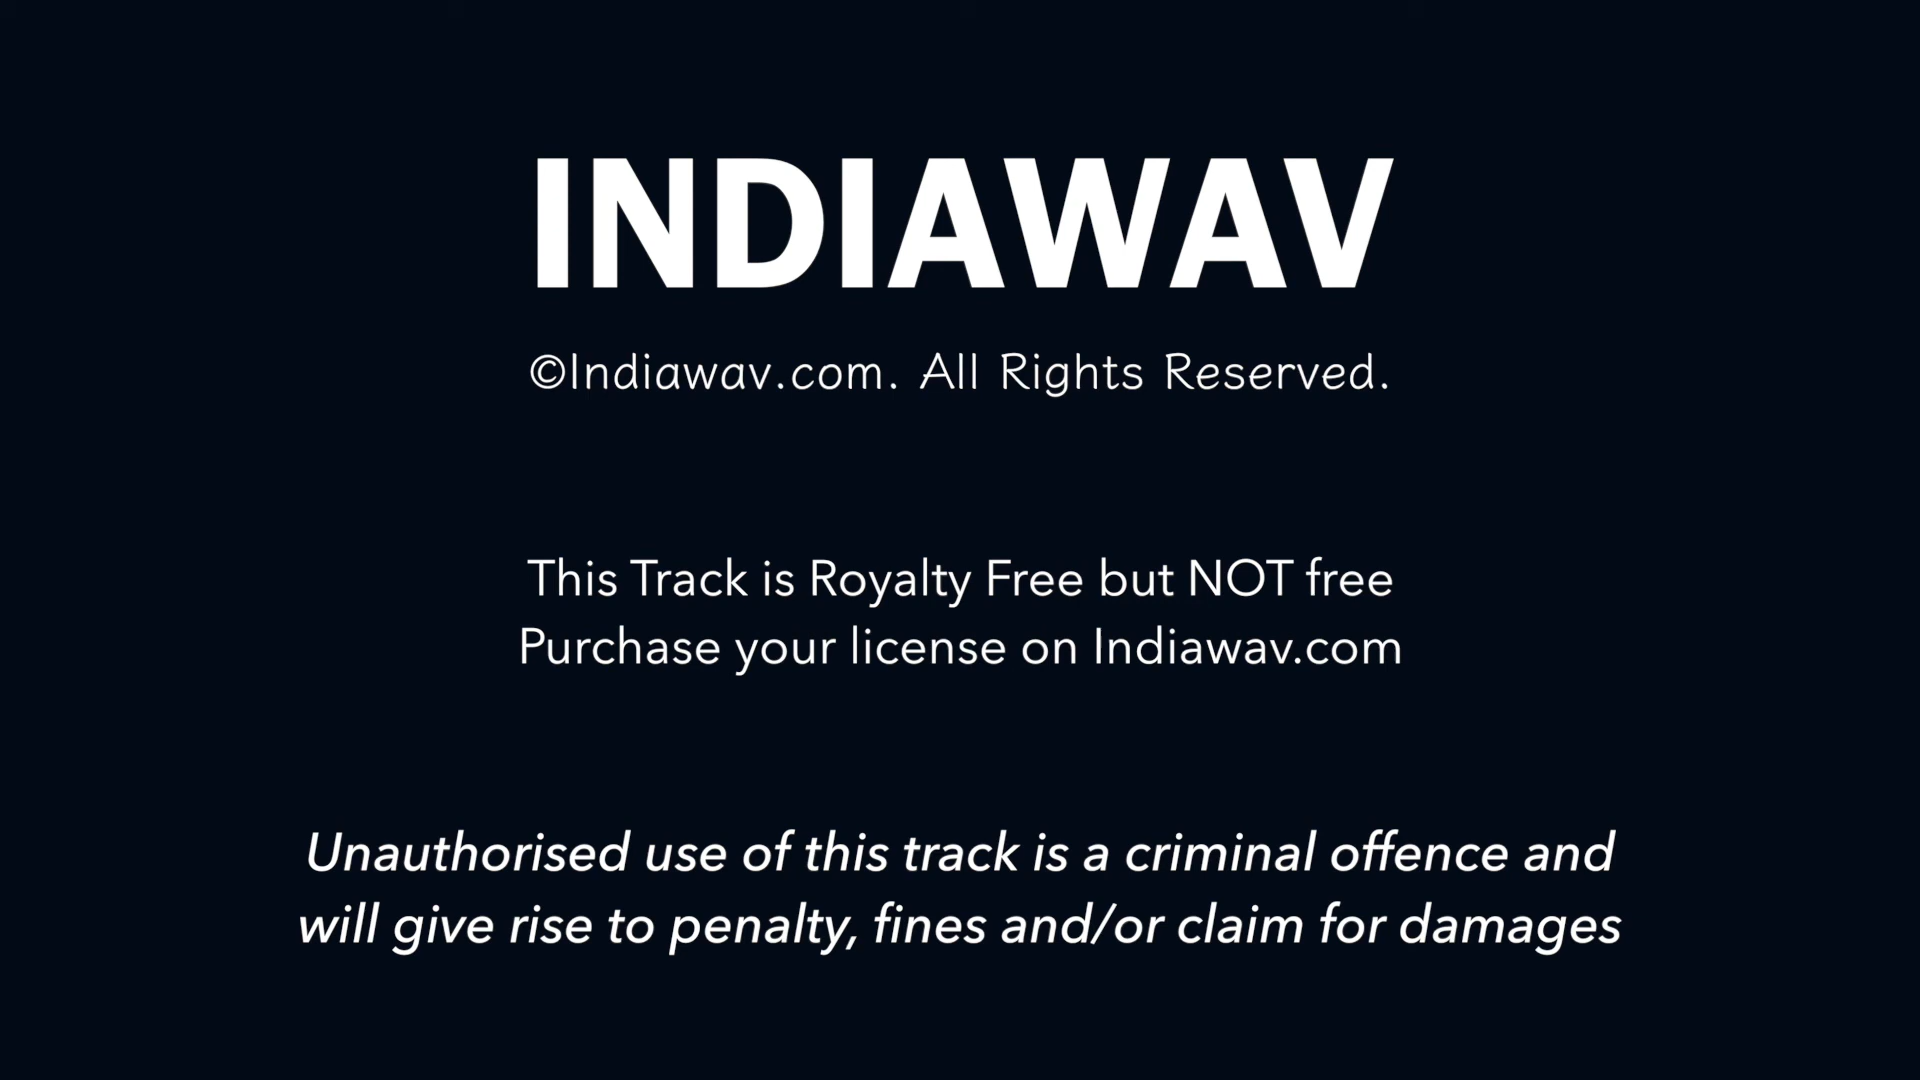 INDIAWAV
©Indiawav.com. All Rights Reserved.
This Track is Royalty Free but NOT free
Purchase your license on Indiawav.com
Unauthorised use of this track is a criminal offence and
will give rise to penalty, fines and/or claim for damages